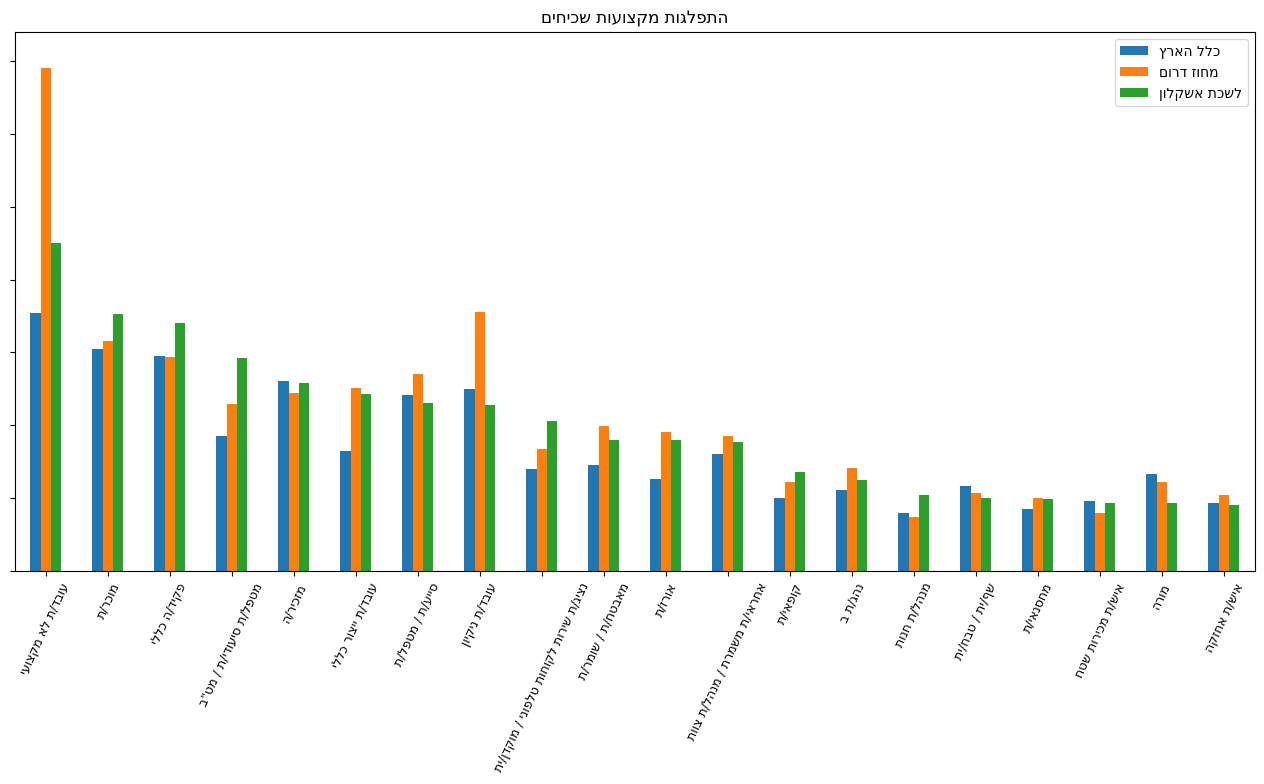 התפלגות מקצועות שכיחים
כלל הארץ
מחוז דרום
לשכת אשקלון
עובד/ת לא מקצועי
מוכר/ת
פקיד/ה כללי
מטפל/ת סיעודי/ת / מט"ב
מזכיר/ה
עובד/ת ייצור כללי
סייע/ת / מטפל/ת
עובד/ת ניקיון
נציג/ת שירות לקוחות טלפוני / מוקדן/ית
מאבטח/ת / שומר/ת
אורז/ת
אחראי/ת משמרת / מנהל/ת צוות
קופאי/ת
נהג/ת ב
מנהל/ת חנות
שף/ית / טבח/ית
מחסנאי/ת
איש/ת מכירות שטח
מורה
איש/ת אחזקה